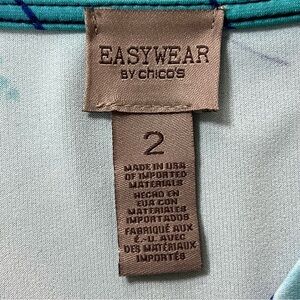 EASYWEAR
BY CHICO'S
2
MADE IN USA
OF IMPORTED
MATERIALS
HECHO EN
EUA CON
MATERIALES
IMPORTADOS
FABRIQUÉ AUX
É.-U. AVEC
DES MATÉRIAUX
IMPORTÉS